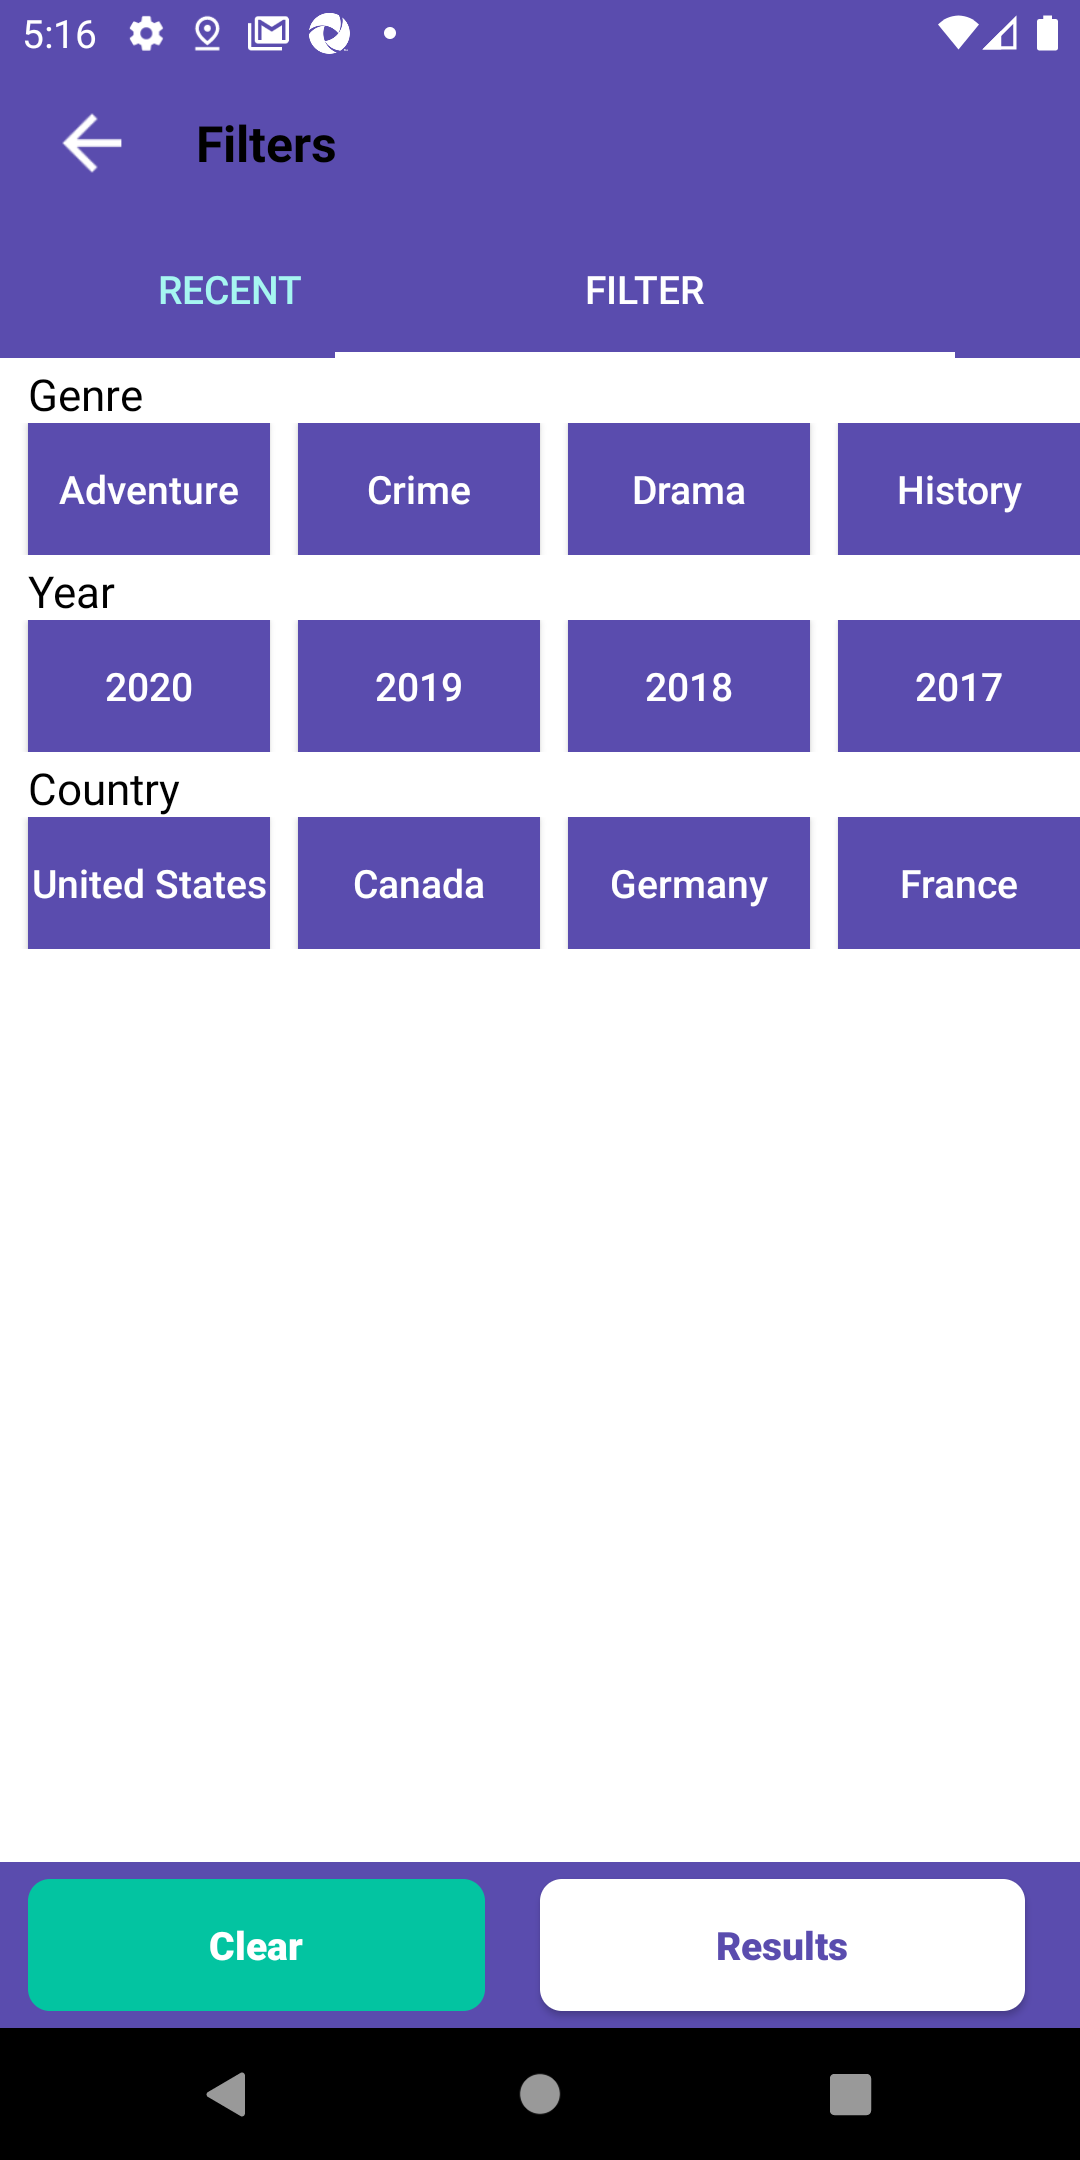 5:16
Filters
RECENT FILTER
Genre
Adventure Crime Drama History
Year
2020 2019 2018 2017
Country
United States Canada Germany France
Clear Results